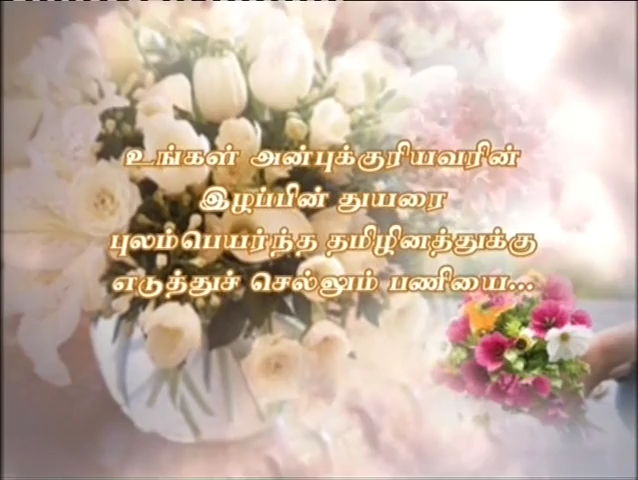 உங்கள் அன்புக்குரியவரின்
இழப்பின் துயரை
புலம்பெயர்ந்த தமிழினத்துக்கு
எடுத்துச் செல்லும் பணியை...